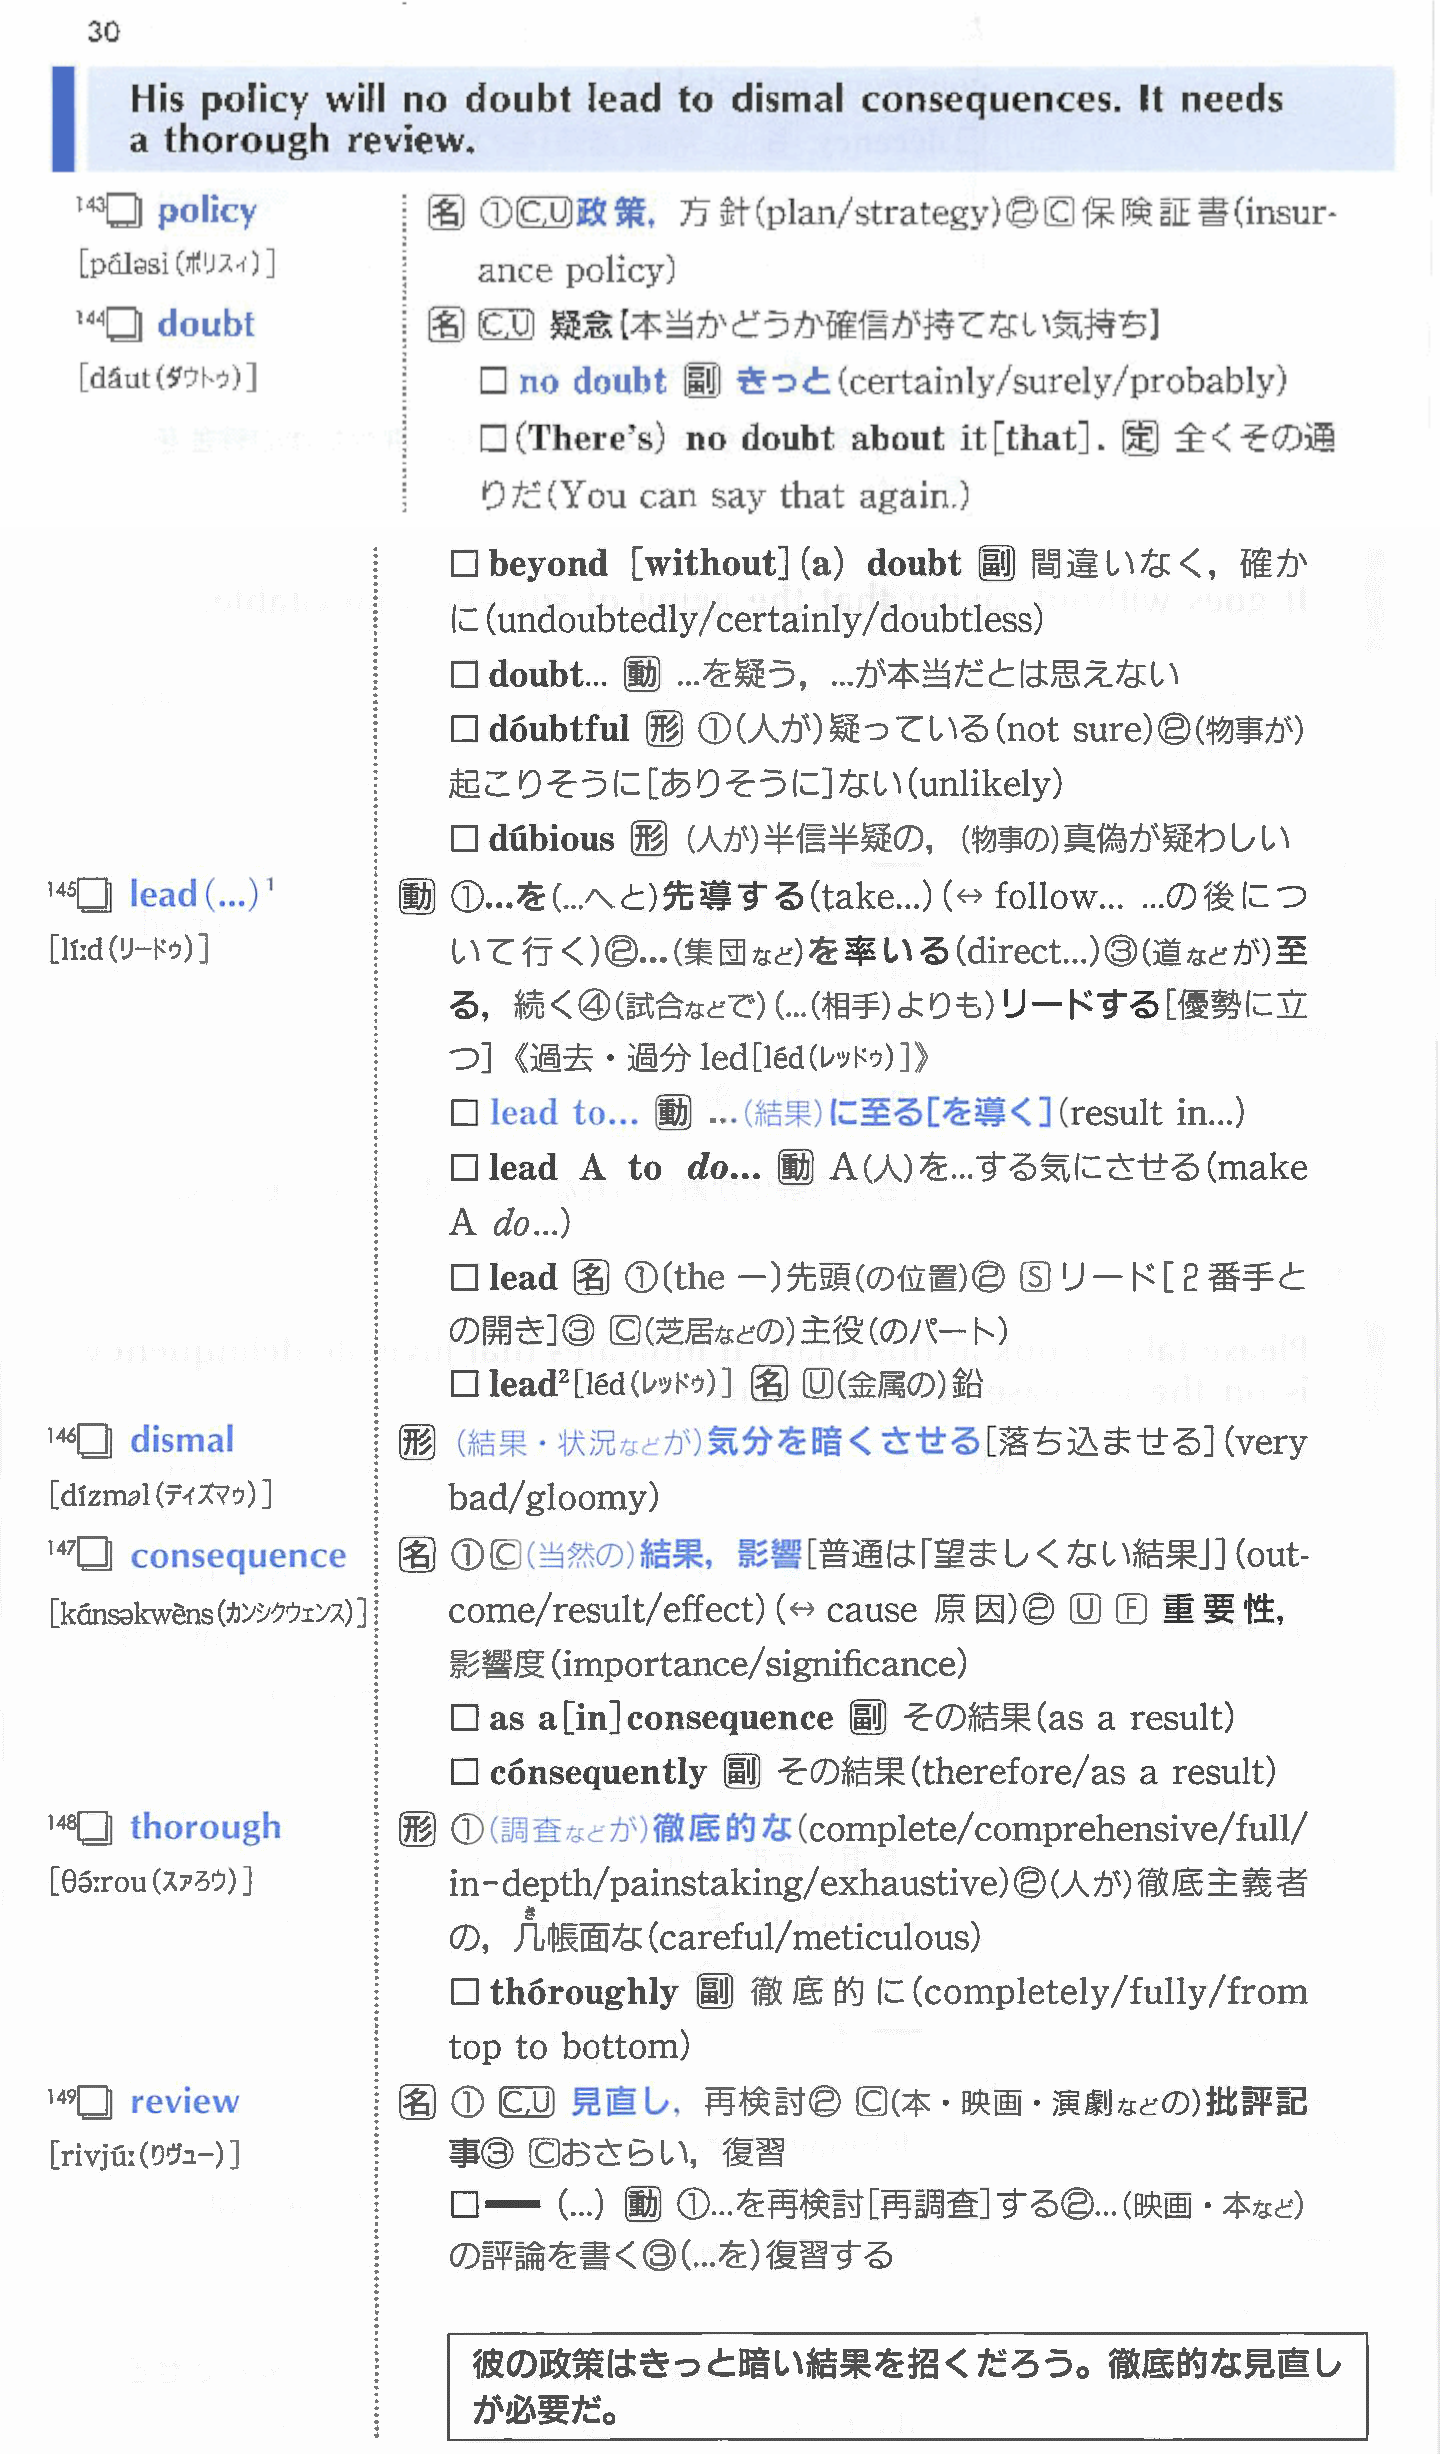 30
His policy will no doubt lead to dismal consequences. It needs
a thorough review.
143 policy 名 ①C,U政策，方針(plan/strategy)②C保険証書(insur-
[pάləsi(ポリスィ)] ance policy)
144 doubt 名 C,U 疑念[本当かどうか確信が持てない気持ち]
[dáut(ダウトゥ)] □ no doubt 副 きっと(certainly/surely/probably)
□ (There's) no doubt about it[that]. 定 全くその通
りだ(You can say that again.)
□ beyond [without] (a) doubt 副 間違いなく，確か
に(undoubtedly/certainly/doubtless)
□ doubt... 動 ...を疑う，...が本当だとは思えない
□ dóubtful 形 ①(人が)疑っている(not sure)②(物事が)
起こりそうに[ありそうに]ない(unlikely)
□ dúbious 形 (人が)半信半疑の，(物事の)真偽が疑わしい
145 lead(...)¹ 動 ①...を(...へと)先導する(take...)(↔ follow... ...の後につ
[líːd(リードゥ)] いて行く)②...(集団など)を率いる(direct...)③(道などが)至
る，続く④(試合などで)(...(相手)よりも)リードする[優勢に立
つ]《過去・過分 led[léd(レッドゥ)]》
□ lead to... 動 ...(結果)に至る[を導く](result in...)
□ lead A to do... 動 A(人)を...する気にさせる(make
A do...)
□ lead 名 ①(the ―)先頭(の位置)② S リード[2番手と
の開き]③ C(芝居などの)主役(のパート)
□ lead²[léd(レッドゥ)] 名 U(金属の)鉛
146 dismal 形 (結果・状況などが)気分を暗くさせる[落ち込ませる](very
[dízməl(ディズマゥ)] bad/gloomy)
147 consequence 名 ①C(当然の)結果，影響[普通は「望ましくない結果」](out-
[kάnsəkwèns(カンシクウェンス)] come/result/effect)(↔ cause 原因)② U F 重要性，
影響度(importance/significance)
□ as a[in]consequence 副 その結果(as a result)
□ cónsequently 副 その結果(therefore/as a result)
148 thorough 形 ①(調査などが)徹底的な(complete/comprehensive/full/
[θə́ːrou(スァろウ)] in-depth/painstaking/exhaustive)②(人が)徹底主義者
の，几帳面な(careful/meticulous)
□ thóroughly 副 徹底的に(completely/fully/from
top to bottom)
149 review 名 ① C,U 見直し，再検討② C(本・映画・演劇などの)批評記
[rivjúː(りヴュー)] 事③ Cおさらい，復習
□― (...) 動 ①...を再検討[再調査]する②...(映画・本など)
の評論を書く③(...を)復習する
彼の政策はきっと暗い結果を招くだろう。徹底的な見直し
が必要だ。